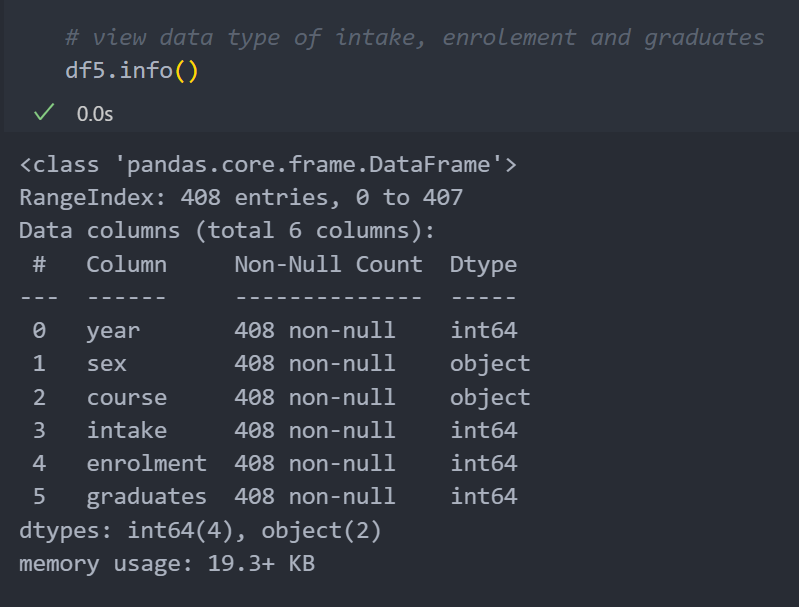 # view data type of intake, enrolement and graduates
df5.info()
0.0s
<class 'pandas.core.frame.DataFrame'>
RangeIndex: 408 entries, 0 to 407
Data columns (total 6 columns):
 #   Column     Non-Null Count  Dtype
---  ------     --------------  -----
 0   year       408 non-null    int64
 1   sex        408 non-null    object
 2   course     408 non-null    object
 3   intake     408 non-null    int64
 4   enrolment  408 non-null    int64
 5   graduates  408 non-null    int64
dtypes: int64(4), object(2)
memory usage: 19.3+ KB